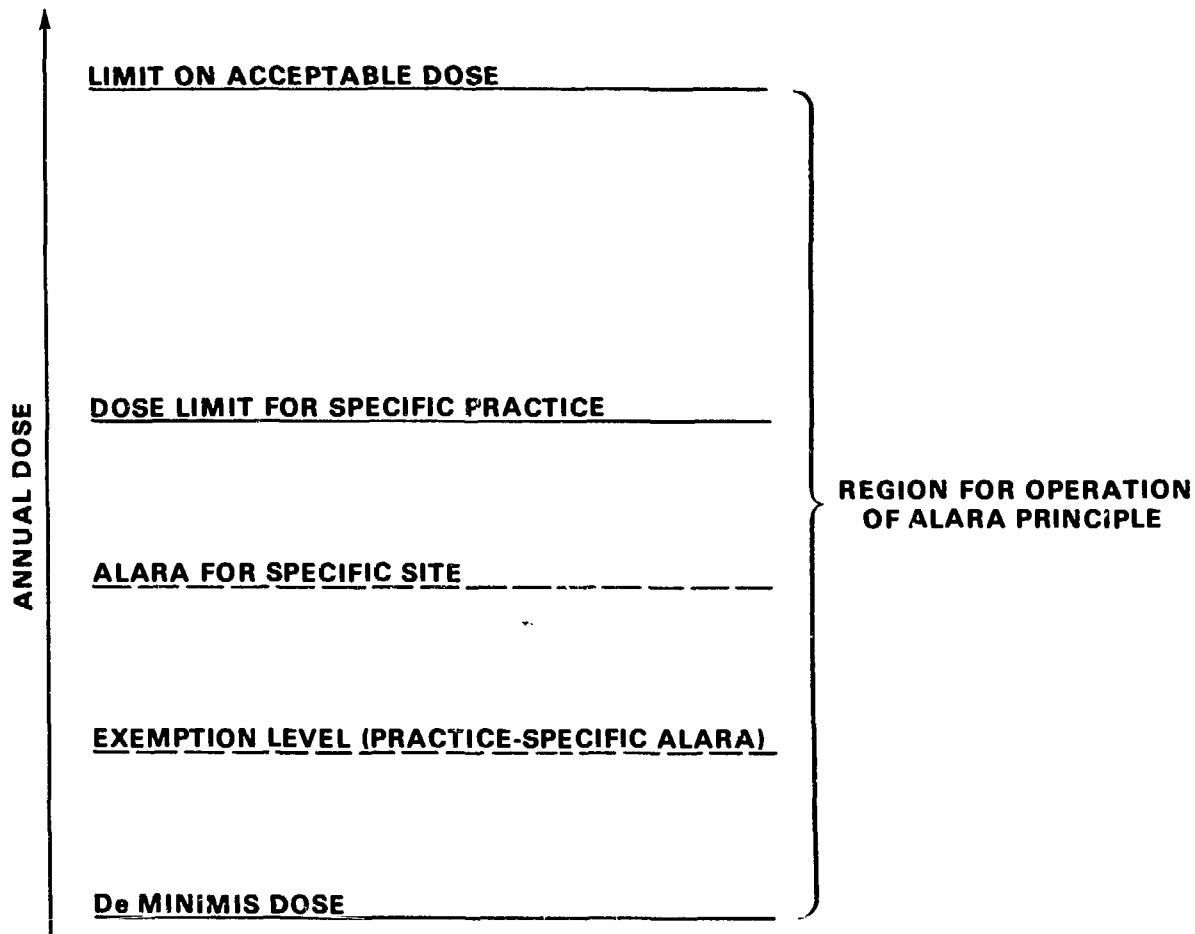 LIMIT ON ACCEPTABLE DOSE
DOSE LIMIT FOR SPECIFIC PRACTICE
ANNUAL DOSE
REGION FOR OPERATION
OF ALARA PRINCIPLE
ALARA FOR SPECIFIC SITE
EXEMPTION LEVEL (PRACTICE-SPECIFIC ALARA)
De MINIMIS DOSE